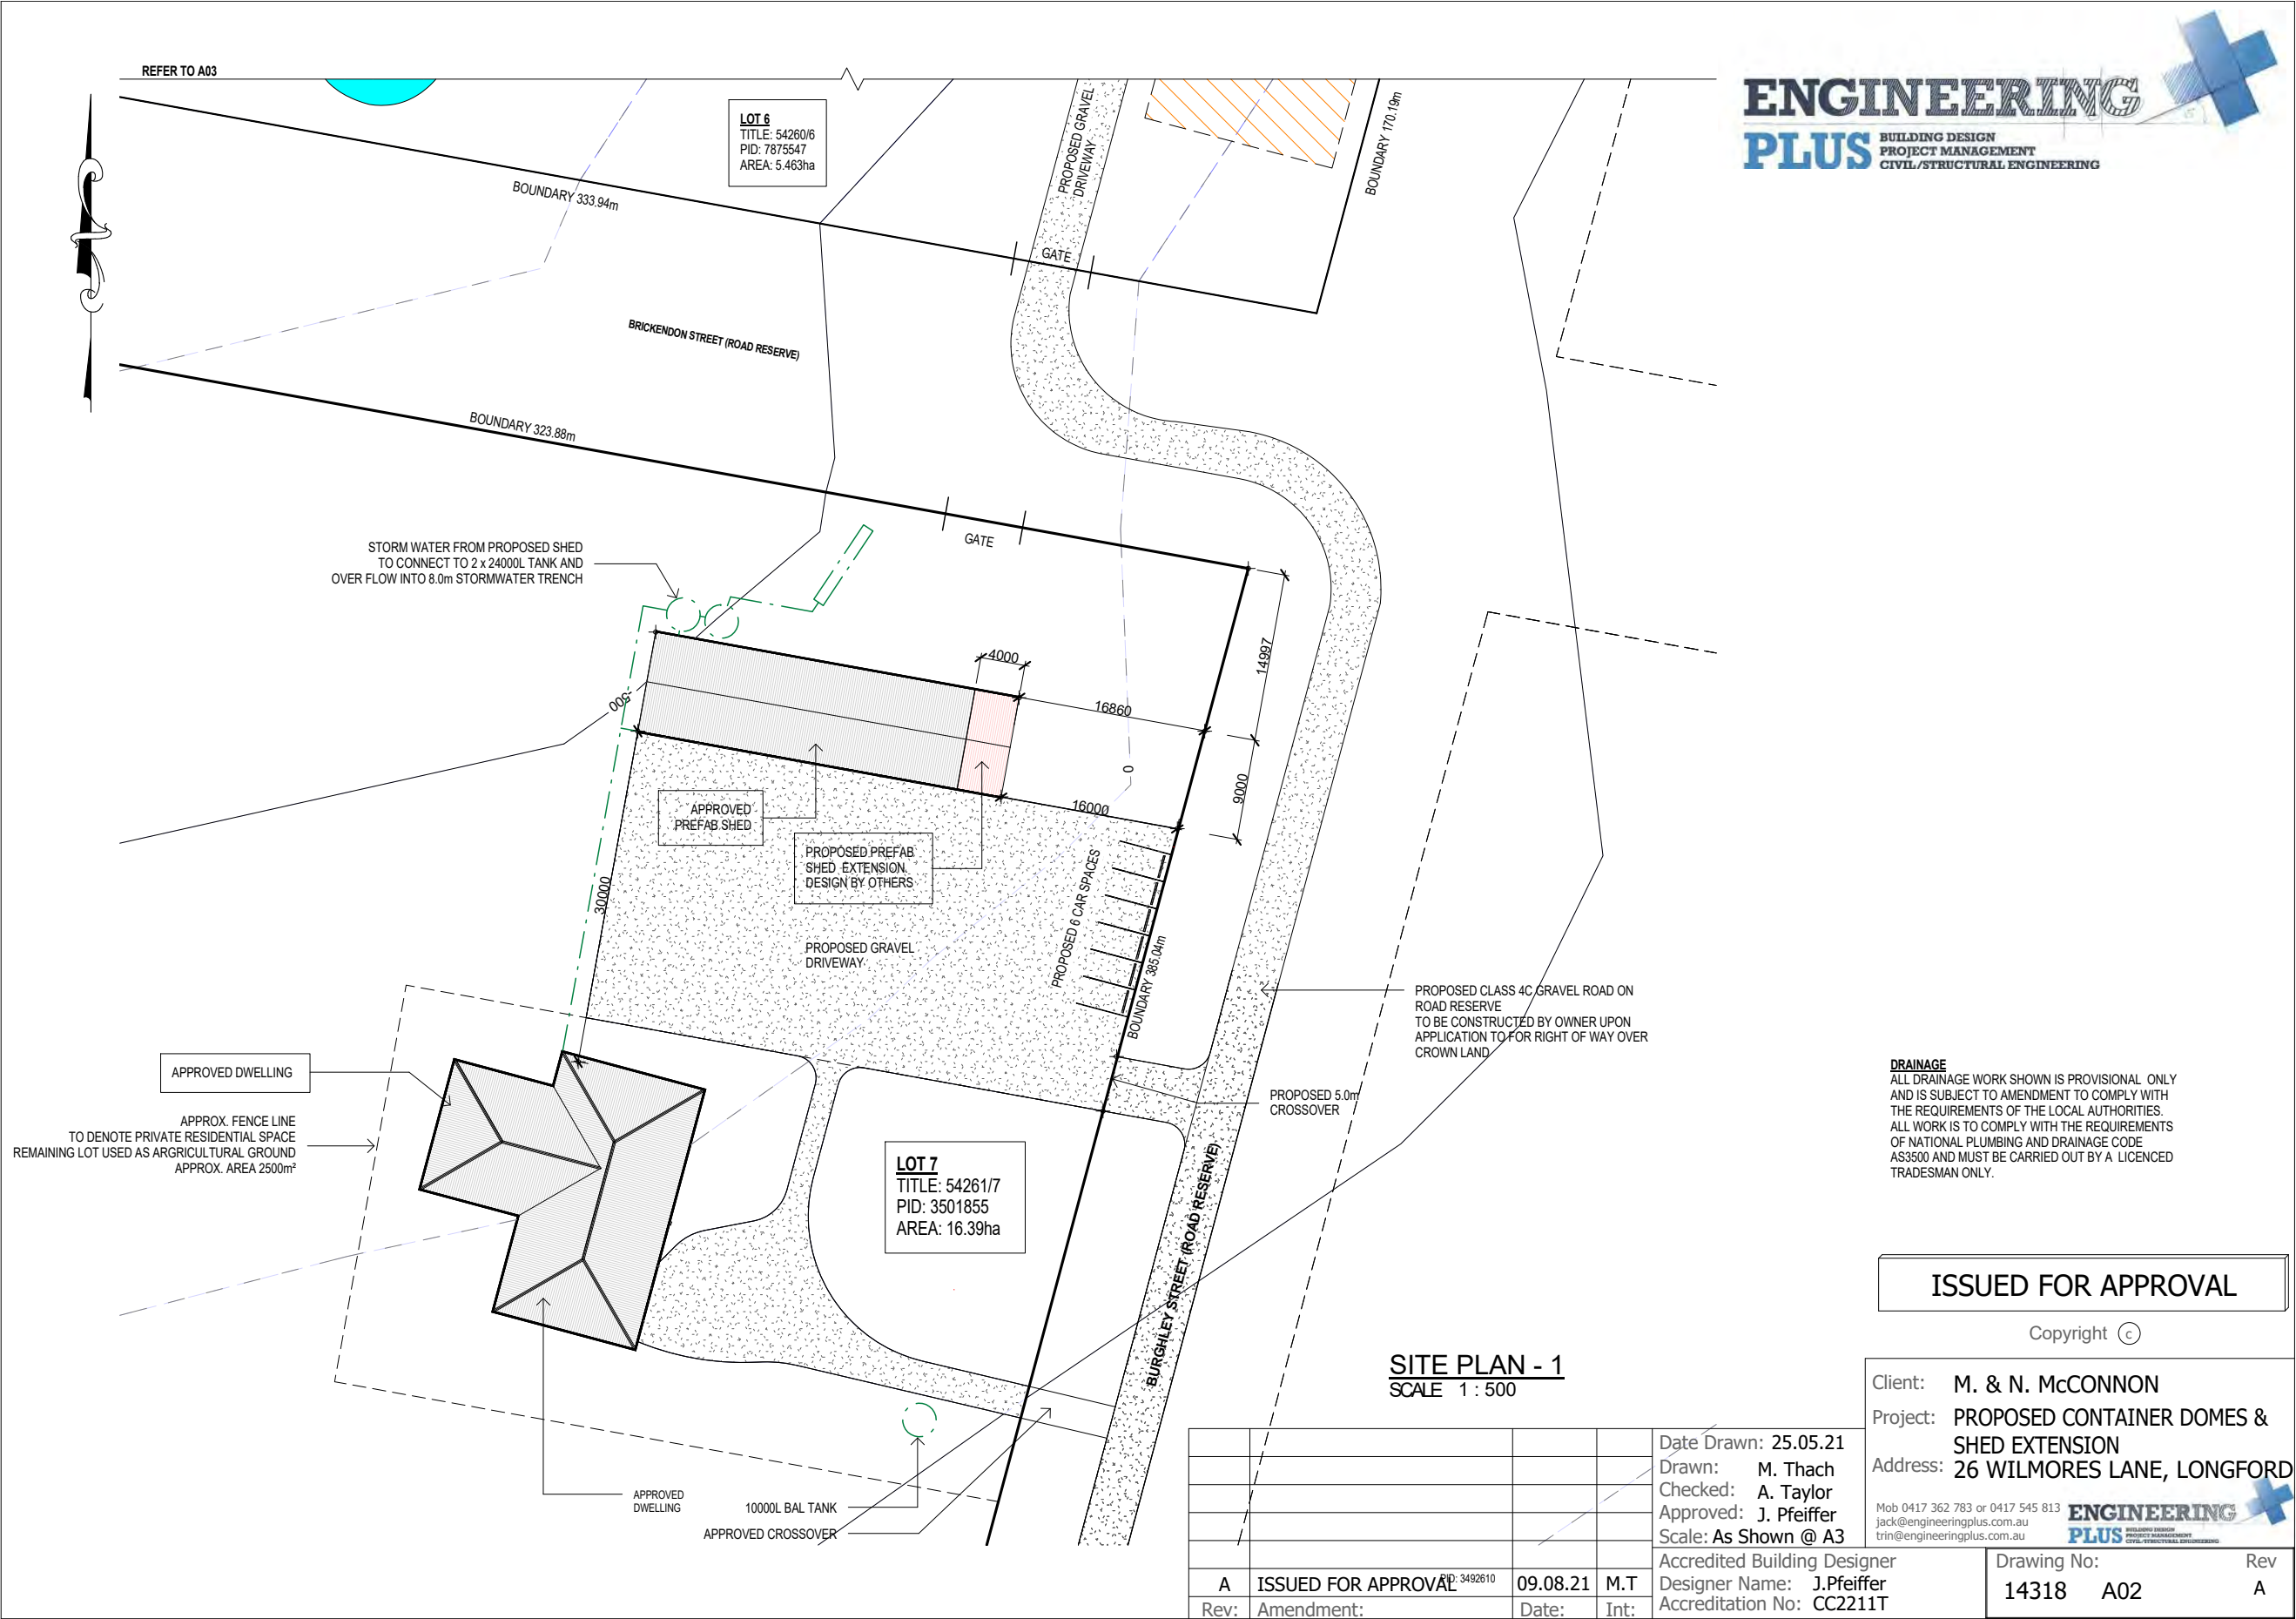 REFER TO A03
ENGINEERING
PLUS
BUILDING DESIGN
PROJECT MANAGEMENT
CIVIL/STRUCTURAL ENGINEERING
LOT 6
TITLE: 54260/6
PID: 7875547
AREA: 5.463ha
PROPOSED GRAVEL
DRIVEWAY
BOUNDARY 170.19m
BOUNDARY 333.94m
GATE
BRICKENDON STREET (ROAD RESERVE)
BOUNDARY 323.88m
GATE
STORM WATER FROM PROPOSED SHED
TO CONNECT TO 2 x 24000L TANK AND
OVER FLOW INTO 8.0m STORMWATER TRENCH
4000
14997
16860
-500
0
9000
16000
APPROVED
PREFAB SHED
PROPOSED PREFAB
SHED EXTENSION.
DESIGN BY OTHERS
30000
PROPOSED 6 CAR SPACES
PROPOSED GRAVEL
DRIVEWAY
BOUNDARY 385.04m
PROPOSED CLASS 4C GRAVEL ROAD ON
ROAD RESERVE
TO BE CONSTRUCTED BY OWNER UPON
APPLICATION TO FOR RIGHT OF WAY OVER
CROWN LAND
PROPOSED 5.0m
CROSSOVER
APPROVED DWELLING
APPROX. FENCE LINE
TO DENOTE PRIVATE RESIDENTIAL SPACE
REMAINING LOT USED AS ARGRICULTURAL GROUND
APPROX. AREA 2500m²
LOT 7
TITLE: 54261/7
PID: 3501855
AREA: 16.39ha
BURGHLEY STREET (ROAD RESERVE)
DRAINAGE
ALL DRAINAGE WORK SHOWN IS PROVISIONAL ONLY
AND IS SUBJECT TO AMENDMENT TO COMPLY WITH
THE REQUIREMENTS OF THE LOCAL AUTHORITIES.
ALL WORK IS TO COMPLY WITH THE REQUIREMENTS
OF NATIONAL PLUMBING AND DRAINAGE CODE
AS3500 AND MUST BE CARRIED OUT BY A LICENCED
TRADESMAN ONLY.
APPROVED
DWELLING
10000L BAL TANK
APPROVED CROSSOVER
SITE PLAN - 1
SCALE 1 : 500
ISSUED FOR APPROVAL
Copyright c
Client: M. & N. McCONNON
Project: PROPOSED CONTAINER DOMES &
SHED EXTENSION
Address: 26 WILMORES LANE, LONGFORD
Mob 0417 362 783 or 0417 545 813
jack@engineeringplus.com.au
trin@engineeringplus.com.au
ENGINEERING
PLUS
BUILDING DESIGN
PROJECT MANAGEMENT
CIVIL/STRUCTURAL ENGINEERING
Date Drawn: 25.05.21
Drawn: M. Thach
Checked: A. Taylor
Approved: J. Pfeiffer
Scale: As Shown @ A3
Accredited Building Designer
Designer Name: J.Pfeiffer
Accreditation No: CC2211T
Drawing No: Rev
14318 A02 A
PID: 3492610
A ISSUED FOR APPROVAL 09.08.21 M.T
Rev: Amendment: Date: Int: